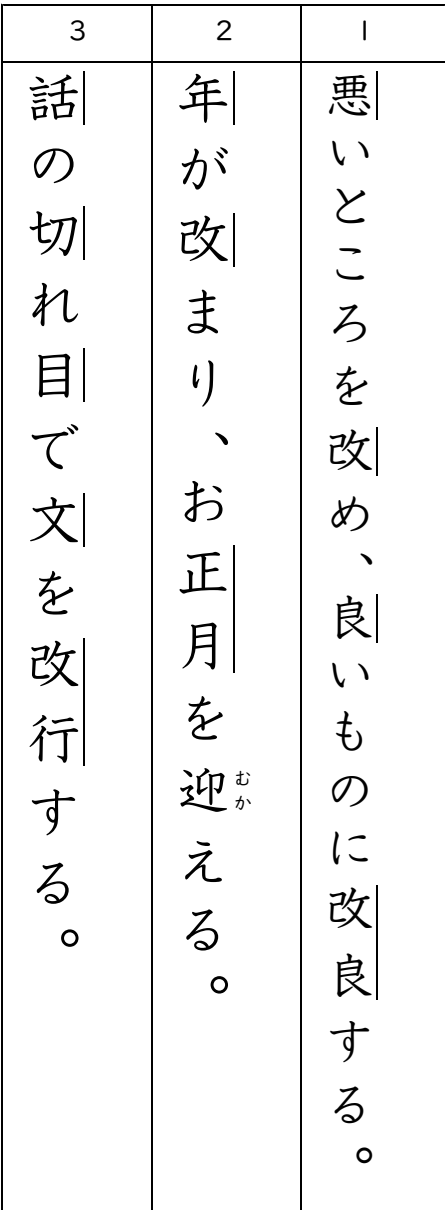 1
悪いところを改め、良いものに改良する。
2
年が改まり、お正月を迎える。
むか
3
話の切れ目で文を改行する。